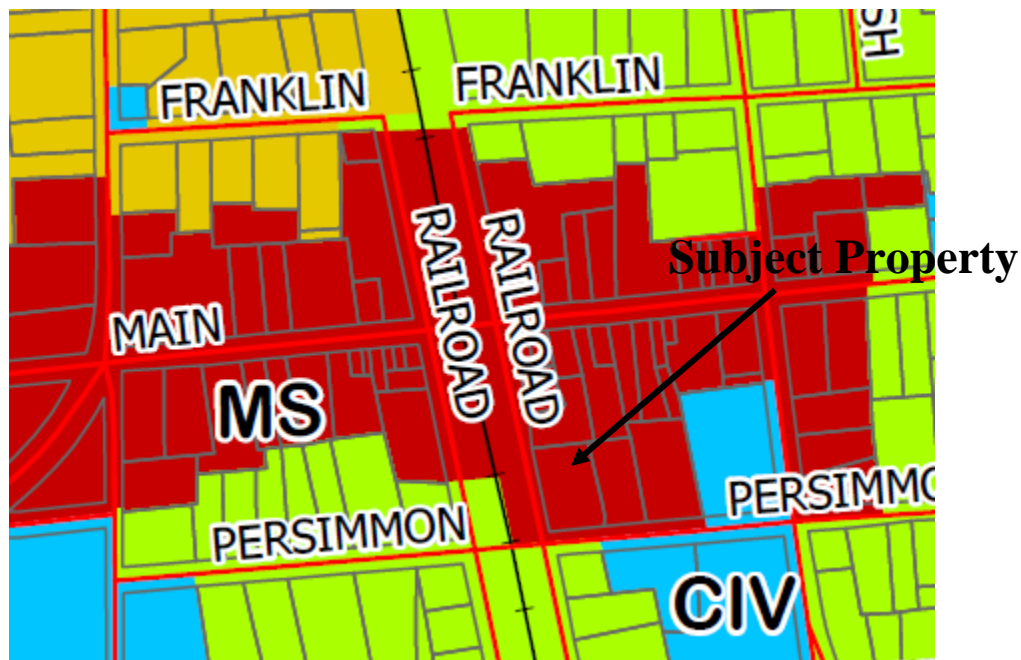 SH
FRANKLIN
FRANKLIN
RAILROAD
RAILROAD
Subject Property
MAIN
MS
PERSIMMO
PERSIMMON
CIV